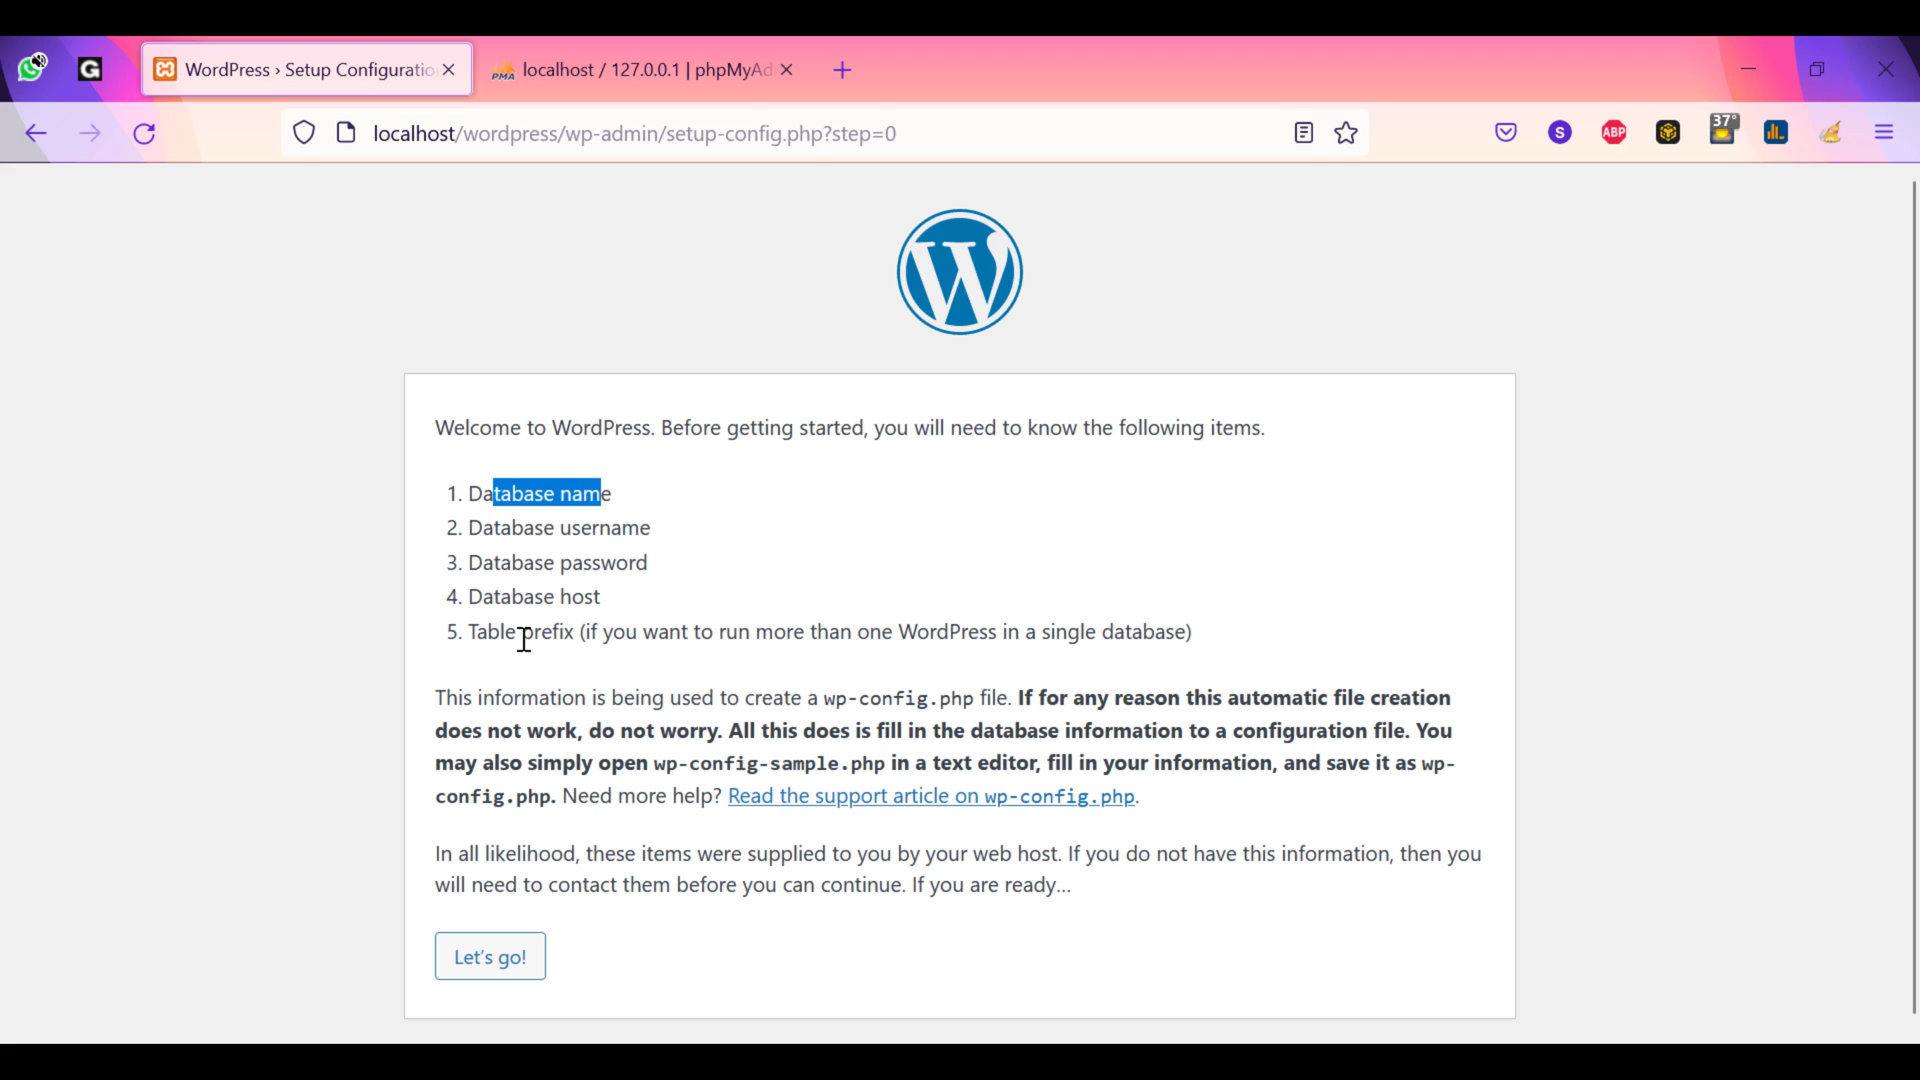 WordPress › Setup Configuratio
localhost / 127.0.0.1 | phpMyAd
localhost/wordpress/wp-admin/setup-config.php?step=0
S
ABP
37°
Welcome to WordPress. Before getting started, you will need to know the following items.
1. Database name
2. Database username
3. Database password
4. Database host
5. Table prefix (if you want to run more than one WordPress in a single database)
This information is being used to create a wp-config.php file. If for any reason this automatic file creation
does not work, do not worry. All this does is fill in the database information to a configuration file. You
may also simply open wp-config-sample.php in a text editor, fill in your information, and save it as wp-
config.php. Need more help? Read the support article on wp-config.php.
In all likelihood, these items were supplied to you by your web host. If you do not have this information, then you
will need to contact them before you can continue. If you are ready…
Let's go!